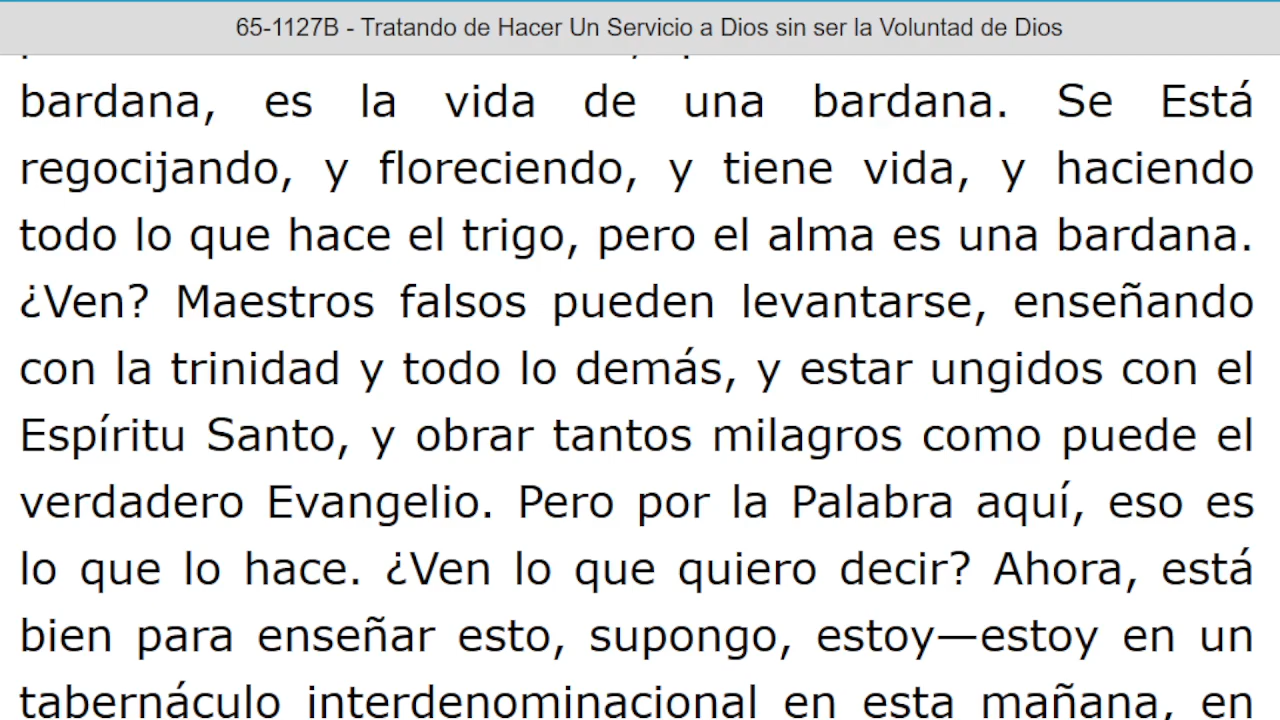 65-1127B - Tratando de Hacer Un Servicio a Dios sin ser la Voluntad de Dios
bardana, es la vida de una bardana. Se Está
regocijando, y floreciendo, y tiene vida, y haciendo
todo lo que hace el trigo, pero el alma es una bardana.
¿Ven? Maestros falsos pueden levantarse, enseñando
con la trinidad y todo lo demás, y estar ungidos con el
Espíritu Santo, y obrar tantos milagros como puede el
verdadero Evangelio. Pero por la Palabra aquí, eso es
lo que lo hace. ¿Ven lo que quiero decir? Ahora, está
bien para enseñar esto, supongo, estoy—estoy en un
tabernáculo interdenominacional en esta mañana, en